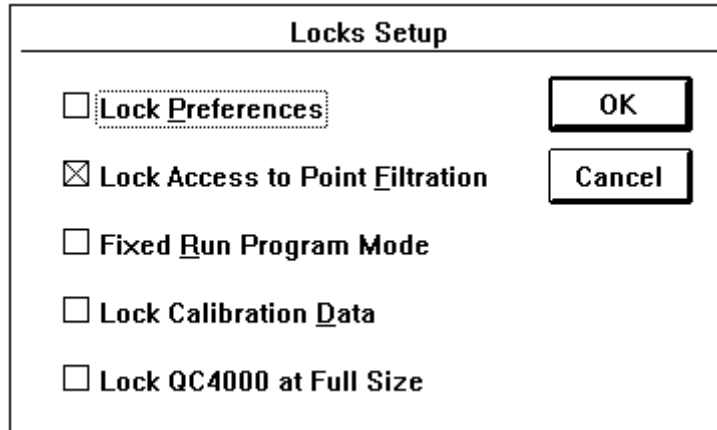 Locks Setup
Lock Preferences
OK
Lock Access to Point Filtration
Cancel
Fixed Run Program Mode
Lock Calibration Data
Lock QC4000 at Full Size